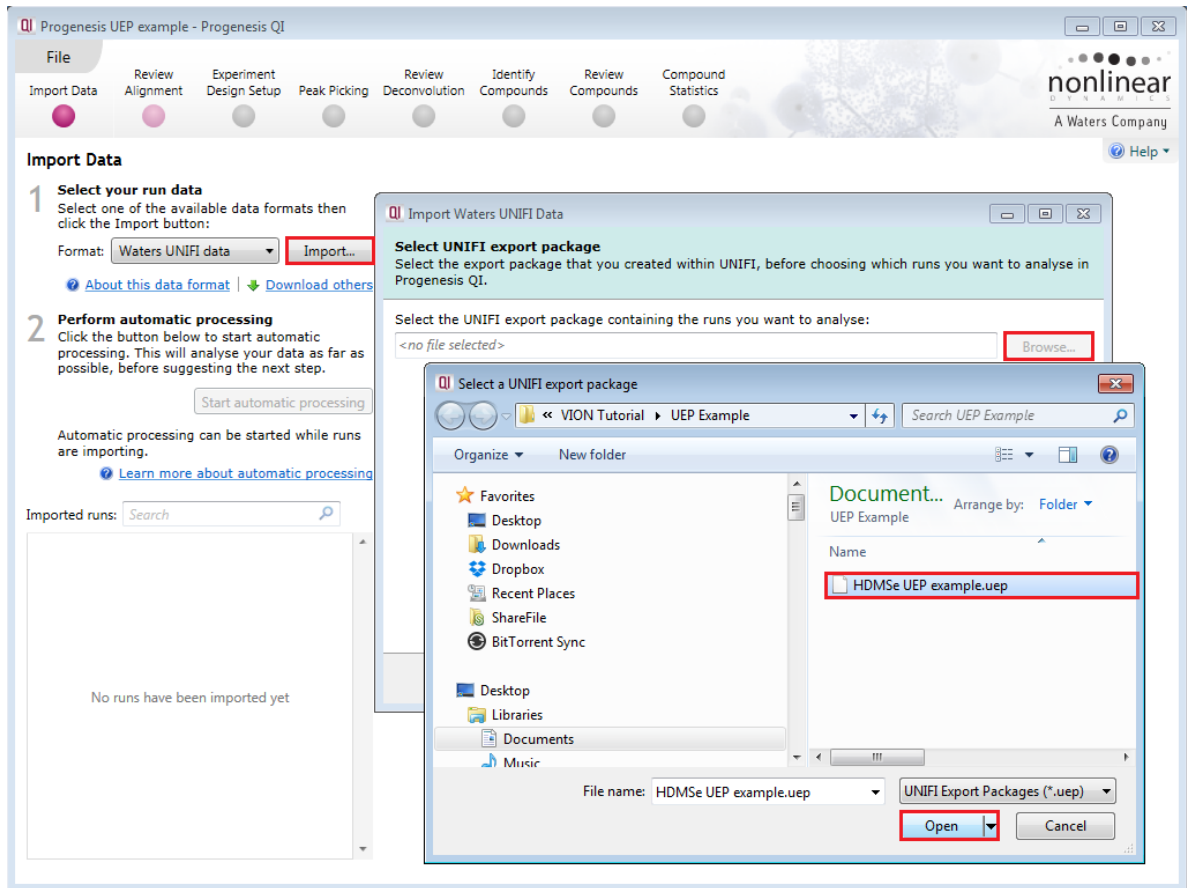 QI Progenesis UEP example - Progenesis QI
File
Import Data
Review
Alignment
Experiment
Design Setup
Peak Picking
Review
Deconvolution
Identify
Compounds
Review
Compounds
Compound
Statistics
nonlinear
DYNAMICS
A Waters Company
Help
Import Data
1 Select your run data
Select one of the available data formats then
click the Import button:
Format: Waters UNIFI data Import...
About this data format | Download others
2 Perform automatic processing
Click the button below to start automatic
processing. This will analyse your data as far as
possible, before suggesting the next step.
Start automatic processing
Automatic processing can be started while runs
are importing.
Learn more about automatic processing
Imported runs: Search
No runs have been imported yet
QI Import Waters UNIFI Data
Select UNIFI export package
Select the export package that you created within UNIFI, before choosing which runs you want to analyse in
Progenesis QI.
Select the UNIFI export package containing the runs you want to analyse:
<no file selected> Browse...
QI Select a UNIFI export package
« VION Tutorial UEP Example
Search UEP Example
Organize New folder
Favorites
Desktop
Downloads
Dropbox
Recent Places
ShareFile
BitTorrent Sync
Desktop
Libraries
Documents
Music
Document...
UEP Example
Arrange by: Folder
Name
HDMSe UEP example.uep
File name: HDMSe UEP example.uep
UNIFI Export Packages (*.uep)
Open Cancel